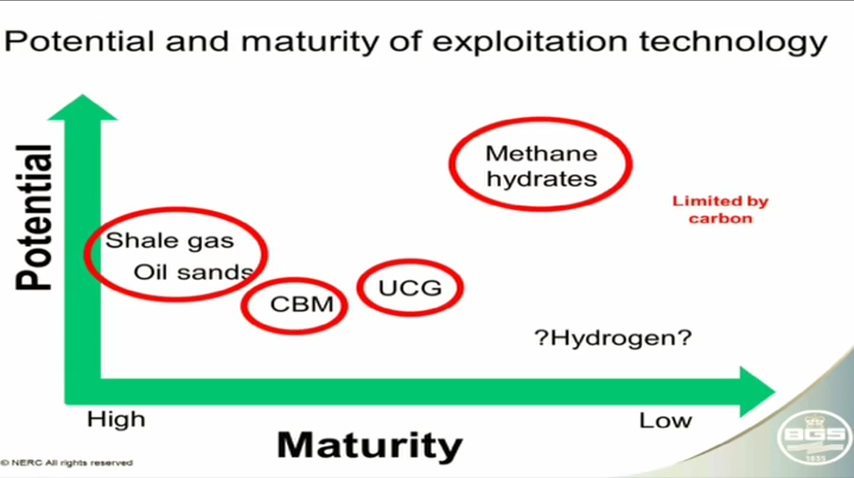 Potential and maturity of exploitation technology
Potential
Methane
hydrates
Limited by
carbon
Shale gas
Oil sands
CBM
UCG
?Hydrogen?
High
Low
Maturity
© NERC All rights reserved
BGS
1835